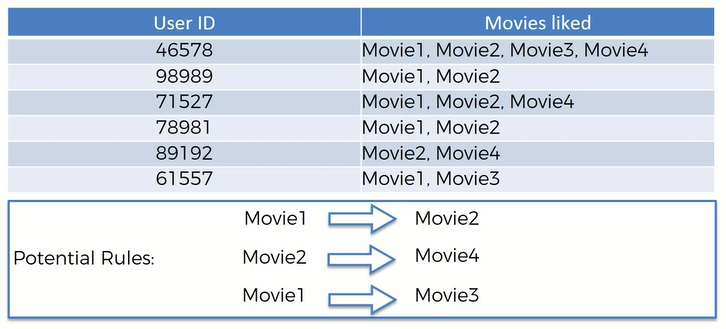 User ID Movies liked
46578 Movie1, Movie2, Movie3, Movie4
98989 Movie1, Movie2
71527 Movie1, Movie2, Movie4
78981 Movie1, Movie2
89192 Movie2, Movie4
61557 Movie1, Movie3
Movie1 Movie2
Potential Rules: Movie2 Movie4
Movie1 Movie3